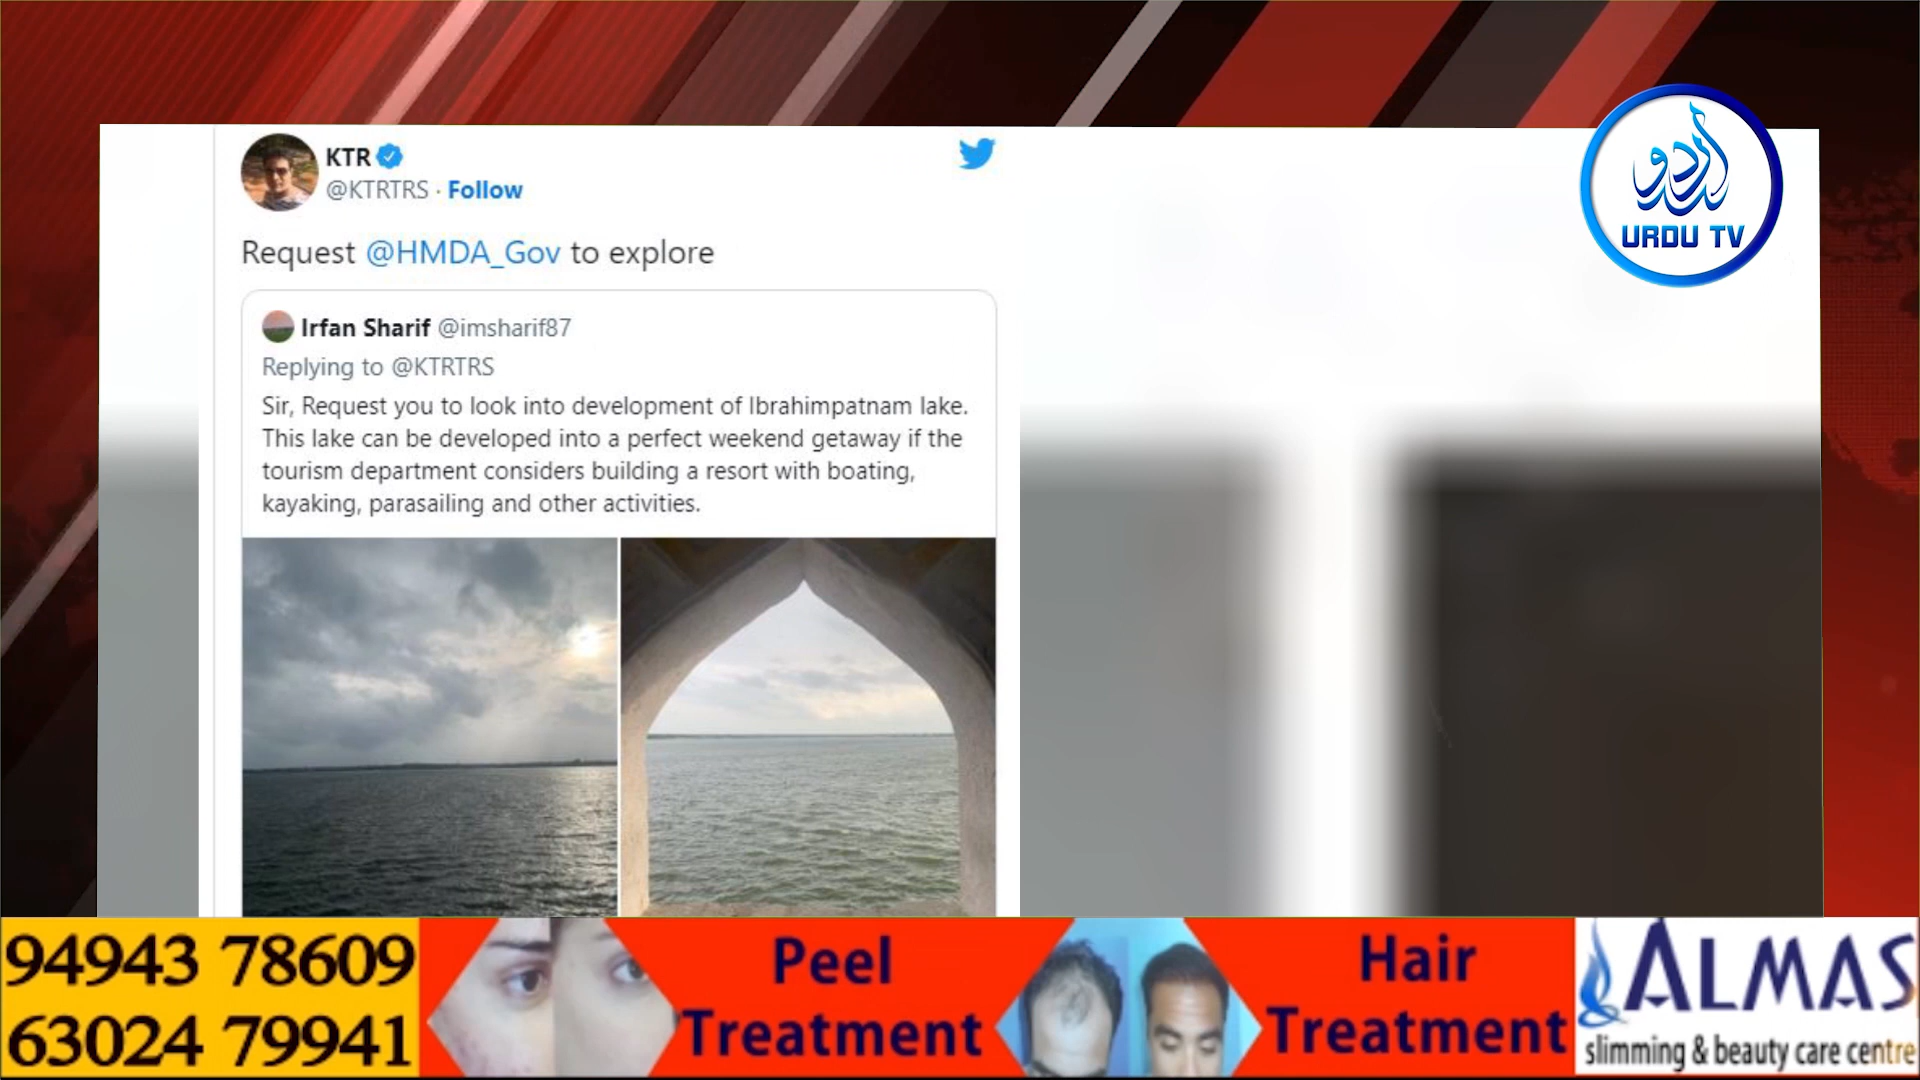 KTR
@KTRTRS · Follow
Request @HMDA_Gov to explore
Irfan Sharif @imsharif87
Replying to @KTRTRS
Sir, Request you to look into development of Ibrahimpatnam lake.
This lake can be developed into a perfect weekend getaway if the
tourism department considers building a resort with boating,
kayaking, parasailing and other activities.
اردو
URDU TV
94943 78609
63024 79941
Peel
Treatment
Hair
Treatment
ALMAS
slimming & beauty care centre